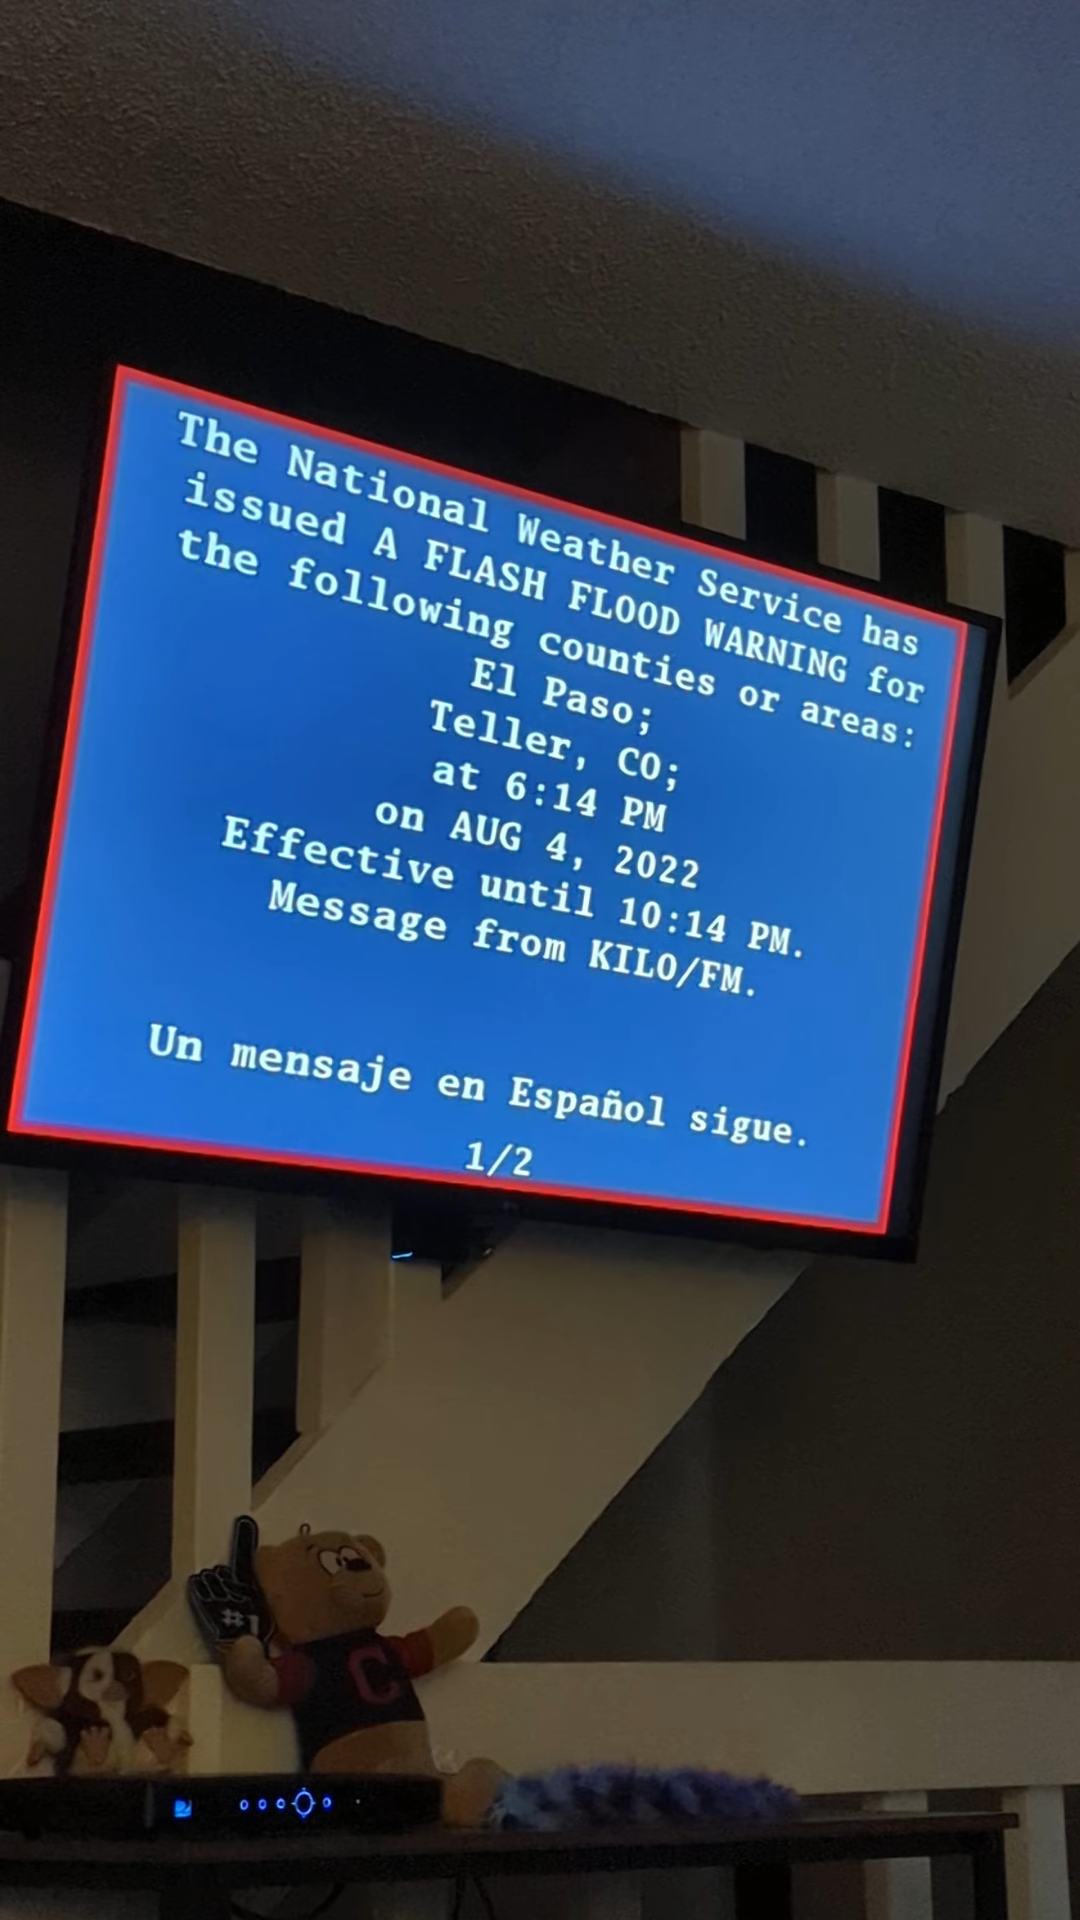 The National Weather Service has
issued A FLASH FLOOD WARNING for
the following counties or areas:
El Paso;
Teller, CO;
at 6:14 PM
on AUG 4, 2022
Effective until 10:14 PM.
Message from KILO/FM.
Un mensaje en Español sigue.
1/2
#1
C